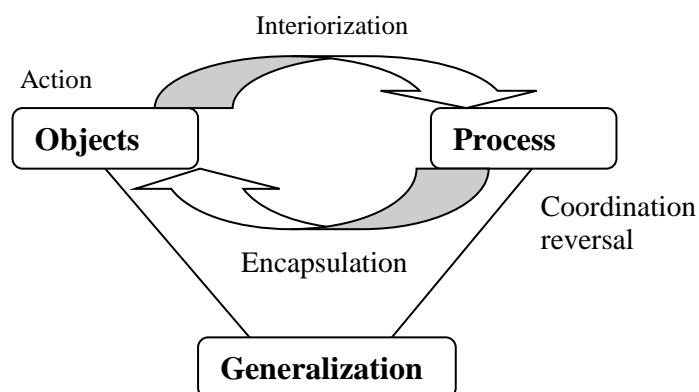 Interiorization
Action
Objects
Process
Coordination
reversal
Encapsulation
Generalization